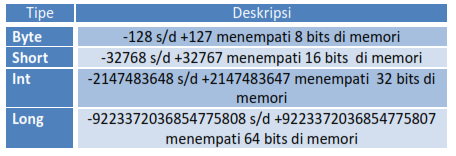 Tipe Deskripsi
Byte -128 s/d +127 menempati 8 bits di memori
Short -32768 s/d +32767 menempati 16 bits di memori
Int -2147483648 s/d +2147483647 menempati 32 bits di
memori
Long -9223372036854775808 s/d +9223372036854775807
menempati 64 bits di memori